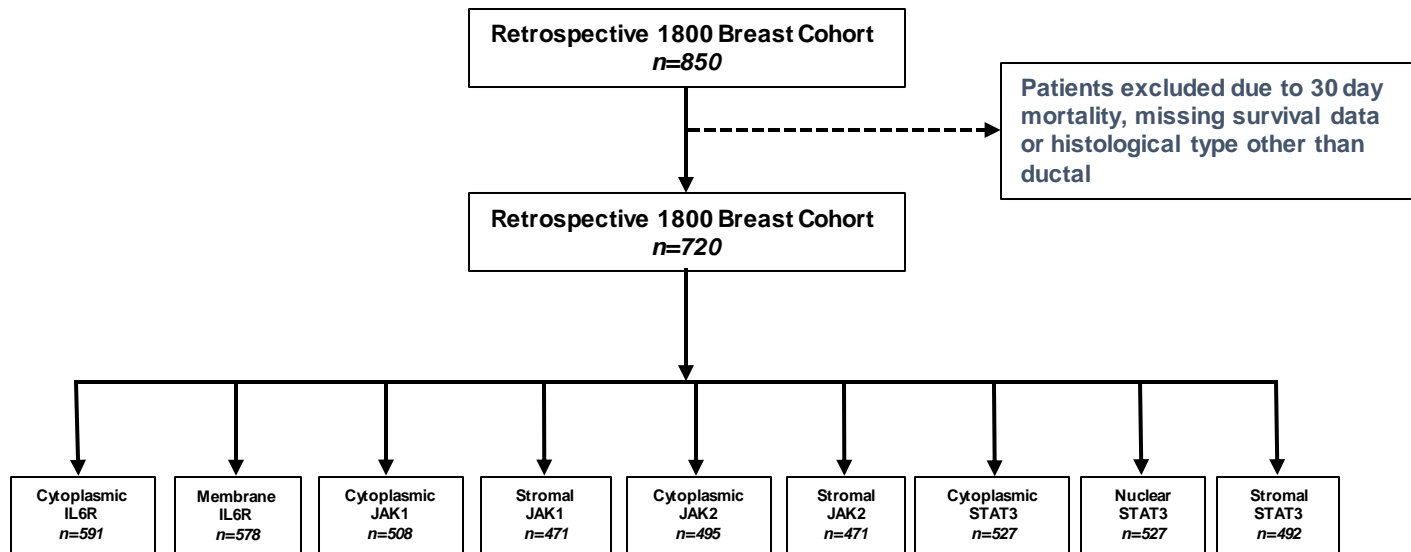 Retrospective 1800 Breast Cohort
n=850
Patients excluded due to 30 day
mortality, missing survival data
or histological type other than
ductal
Retrospective 1800 Breast Cohort
n=720
Cytoplasmic
IL6R
n=591
Membrane
IL6R
n=578
Cytoplasmic
JAK1
n=508
Stromal
JAK1
n=471
Cytoplasmic
JAK2
n=495
Stromal
JAK2
n=471
Cytoplasmic
STAT3
n=527
Nuclear
STAT3
n=527
Stromal
STAT3
n=492